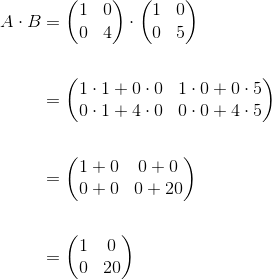 A · B = (1 0
0 4) · (1 0
0 5)
= (1 · 1 + 0 · 0 1 · 0 + 0 · 5
0 · 1 + 4 · 0 0 · 0 + 4 · 5)
= (1 + 0 0 + 0
0 + 0 0 + 20)
= (1 0
0 20)